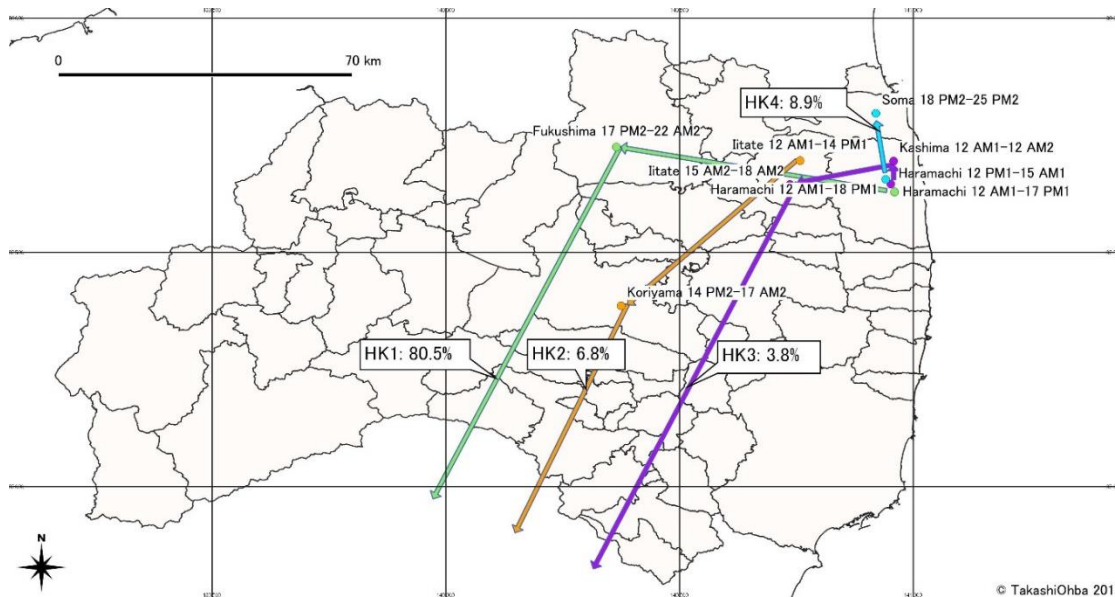 0
70 km
HK4: 8.9%
Soma 18 PM2-25 PM2
Fukushima 17 PM2-22 AM2
Iitate 12 AM1-14 PM1
Kashima 12 AM1-12 AM2
Iitate 15 AM2-18 AM2
Haramachi 12 PM1-15 AM1
Haramachi 12 AM1-18 PM1
Haramachi 12 AM1-17 PM1
Koriyama 14 PM2-17 AM2
HK1: 80.5%
HK2: 6.8%
HK3: 3.8%
N
© TakashiOhba 201